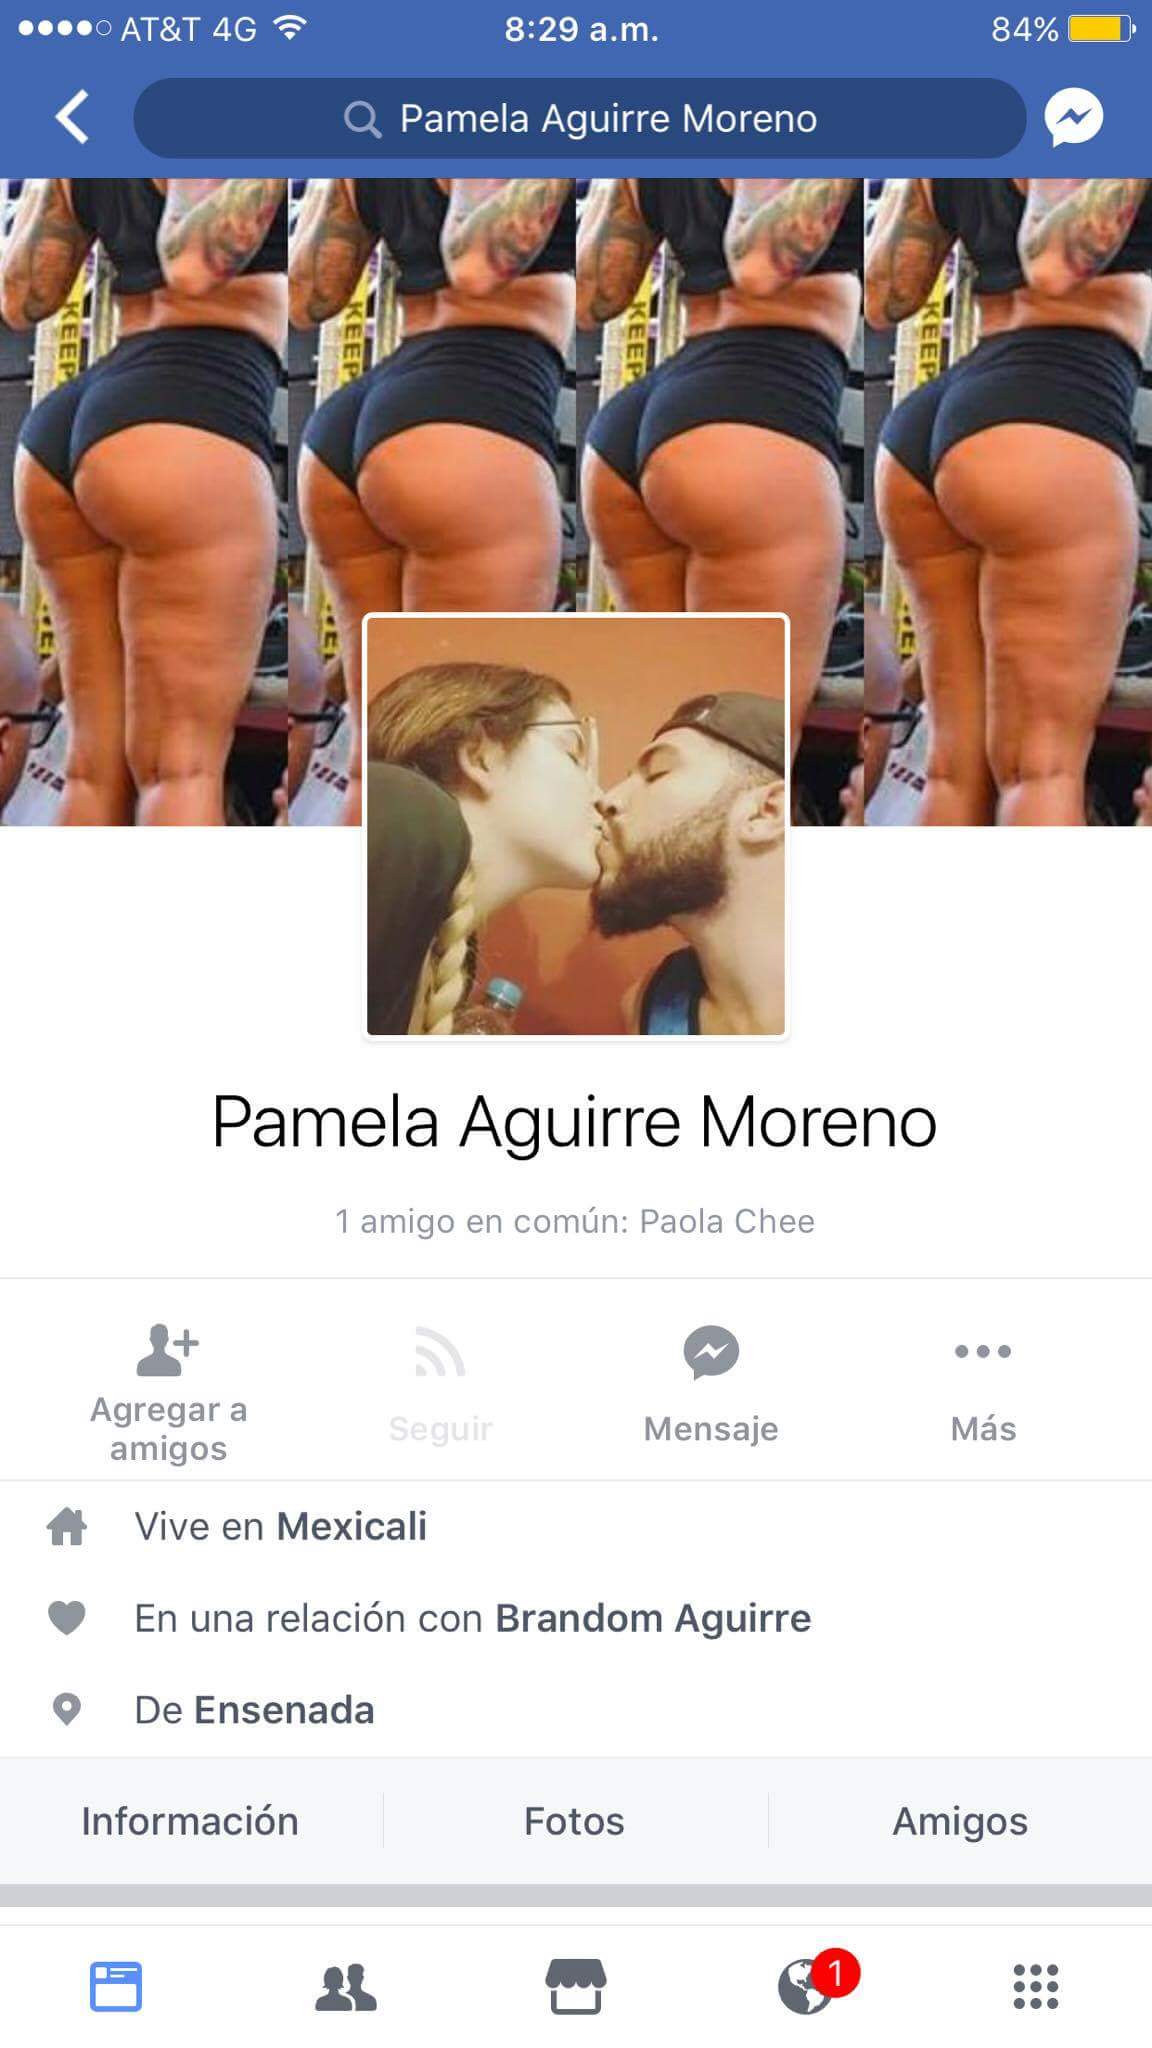 AT&T 4G 8:29 a.m. 84%
Pamela Aguirre Moreno
KEEP KEEP KEEP KEEP
Pamela Aguirre Moreno
1 amigo en común: Paola Chee
Agregar a amigos
Seguir
Mensaje
Más
Vive en Mexicali
En una relación con Brandom Aguirre
De Ensenada
Información Fotos Amigos
1